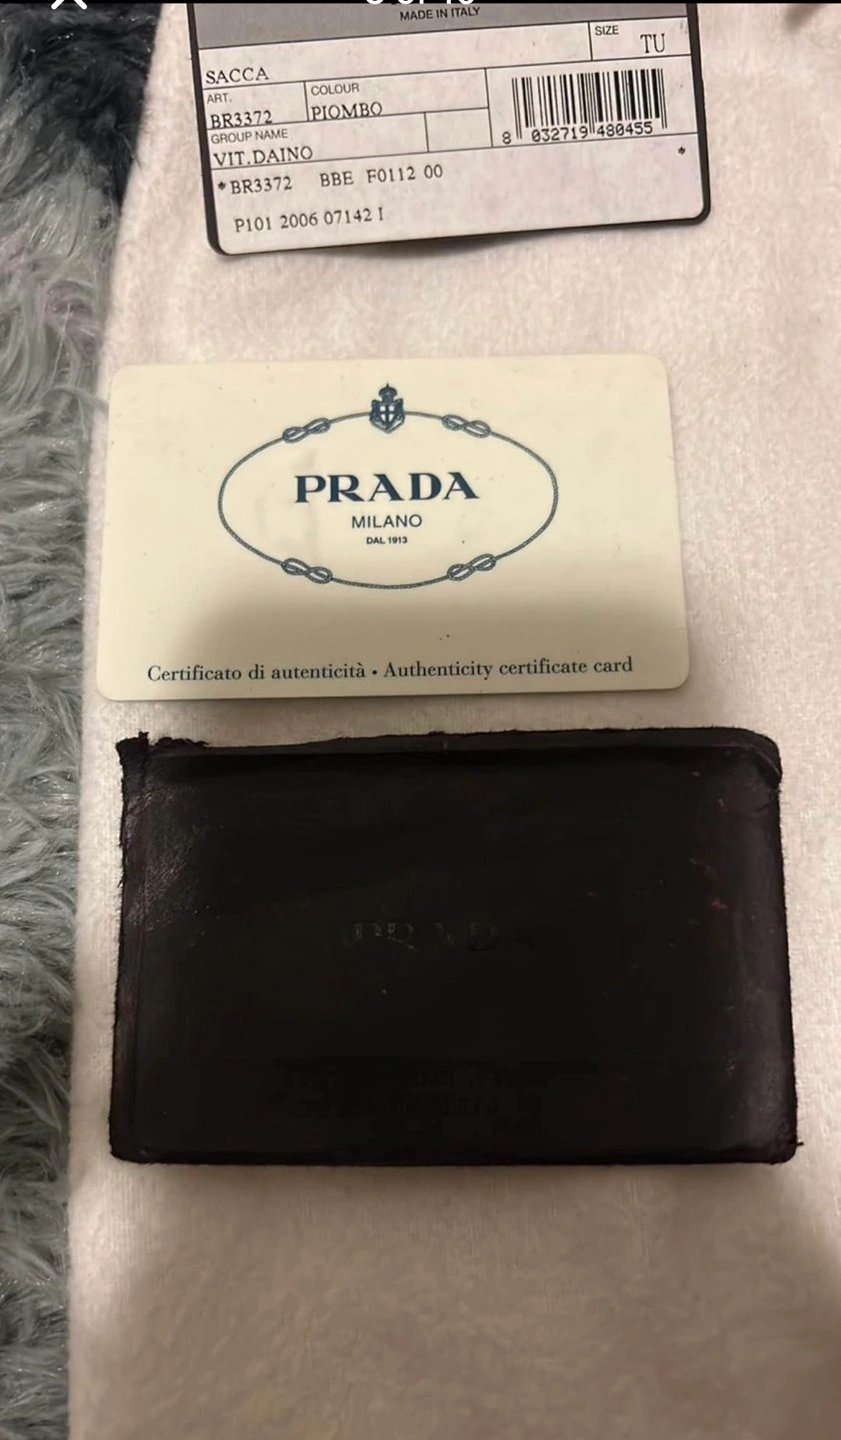 MADE IN ITALY
SIZE
TU
SACCA
ART.
COLOUR
BR3372
PIOMBO
8 032719 480455
GROUP NAME
VIT.DAINO
*BR3372 BBE F0112 00 *
P101 2006 07142 I
PRADA
MILANO
DAL 1913
Certificato di autenticità • Authenticity certificate card
PRADA